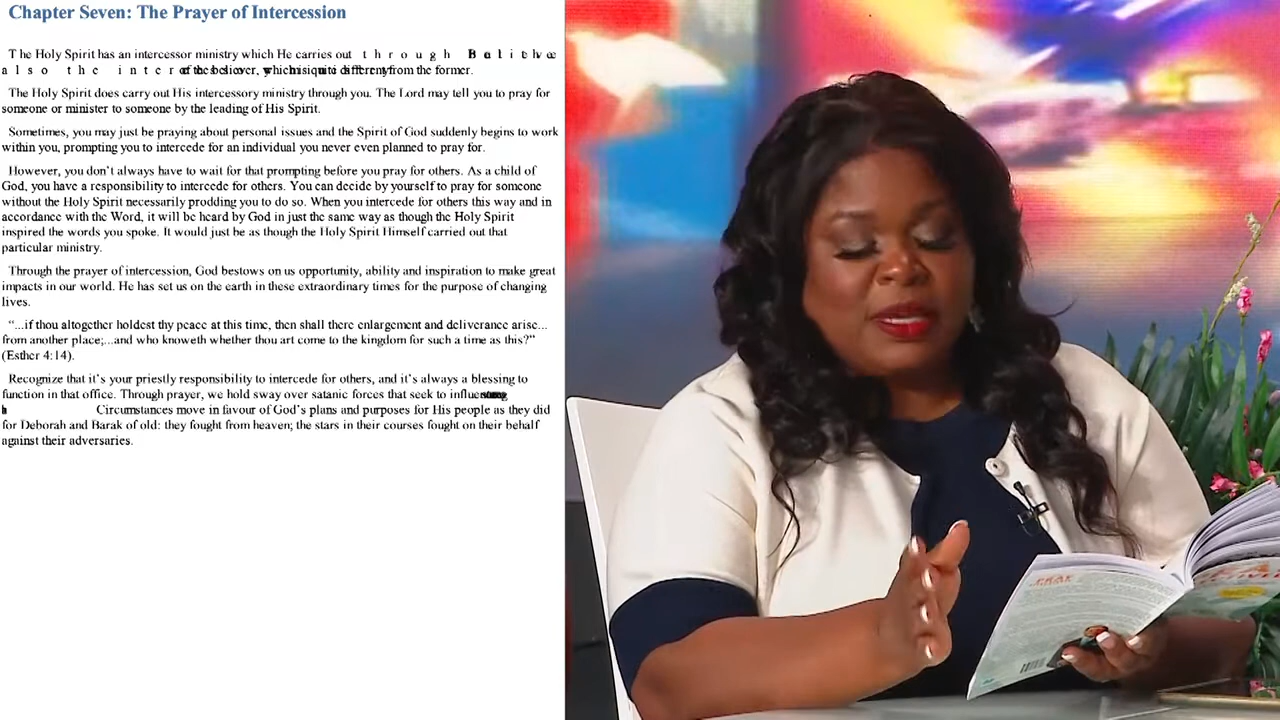 Chapter Seven: The Prayer of Intercession
The Holy Spirit has an intercessor ministry which He carries out through
also the of the believer, which is quite different from the former.
The Holy Spirit does carry out His intercessory ministry through you. The Lord may tell you to pray for
someone or minister to someone by the leading of His Spirit.
Sometimes, you may just be praying about personal issues and the Spirit of God suddenly begins to work
within you, prompting you to intercede for an individual you never even planned to pray for.
However, you don't always have to wait for that prompting before you pray for others. As a child of
God, you have a responsibility to intercede for others. You can decide by yourself to pray for someone
without the Holy Spirit necessarily prodding you to do so. When you intercede for others this way and in
accordance with the Word, it will be heard by God in just the same way as though the Holy Spirit
inspired the words you spoke. It would just be as though the Holy Spirit Himself carried out that
particular ministry.
Through the prayer of intercession, God bestows on us opportunity, ability and inspiration to make great
impacts in our world. He has set us on the earth in these extraordinary times for the purpose of changing
lives.
"...if thou altogether holdest thy peace at this time, then shall there enlargement and deliverance arise...
from another place;...and who knoweth whether thou art come to the kingdom for such a time as this?"
(Esther 4:14).
Recognize that it's your priestly responsibility to intercede for others, and it's always a blessing to
function in that office. Through prayer, we hold sway over satanic forces that seek to
Circumstances move in favour of God's plans and purposes for His people as they did
for Deborah and Barak of old: they fought from heaven; the stars in their courses fought on their behalf
against their adversaries.
PRAY